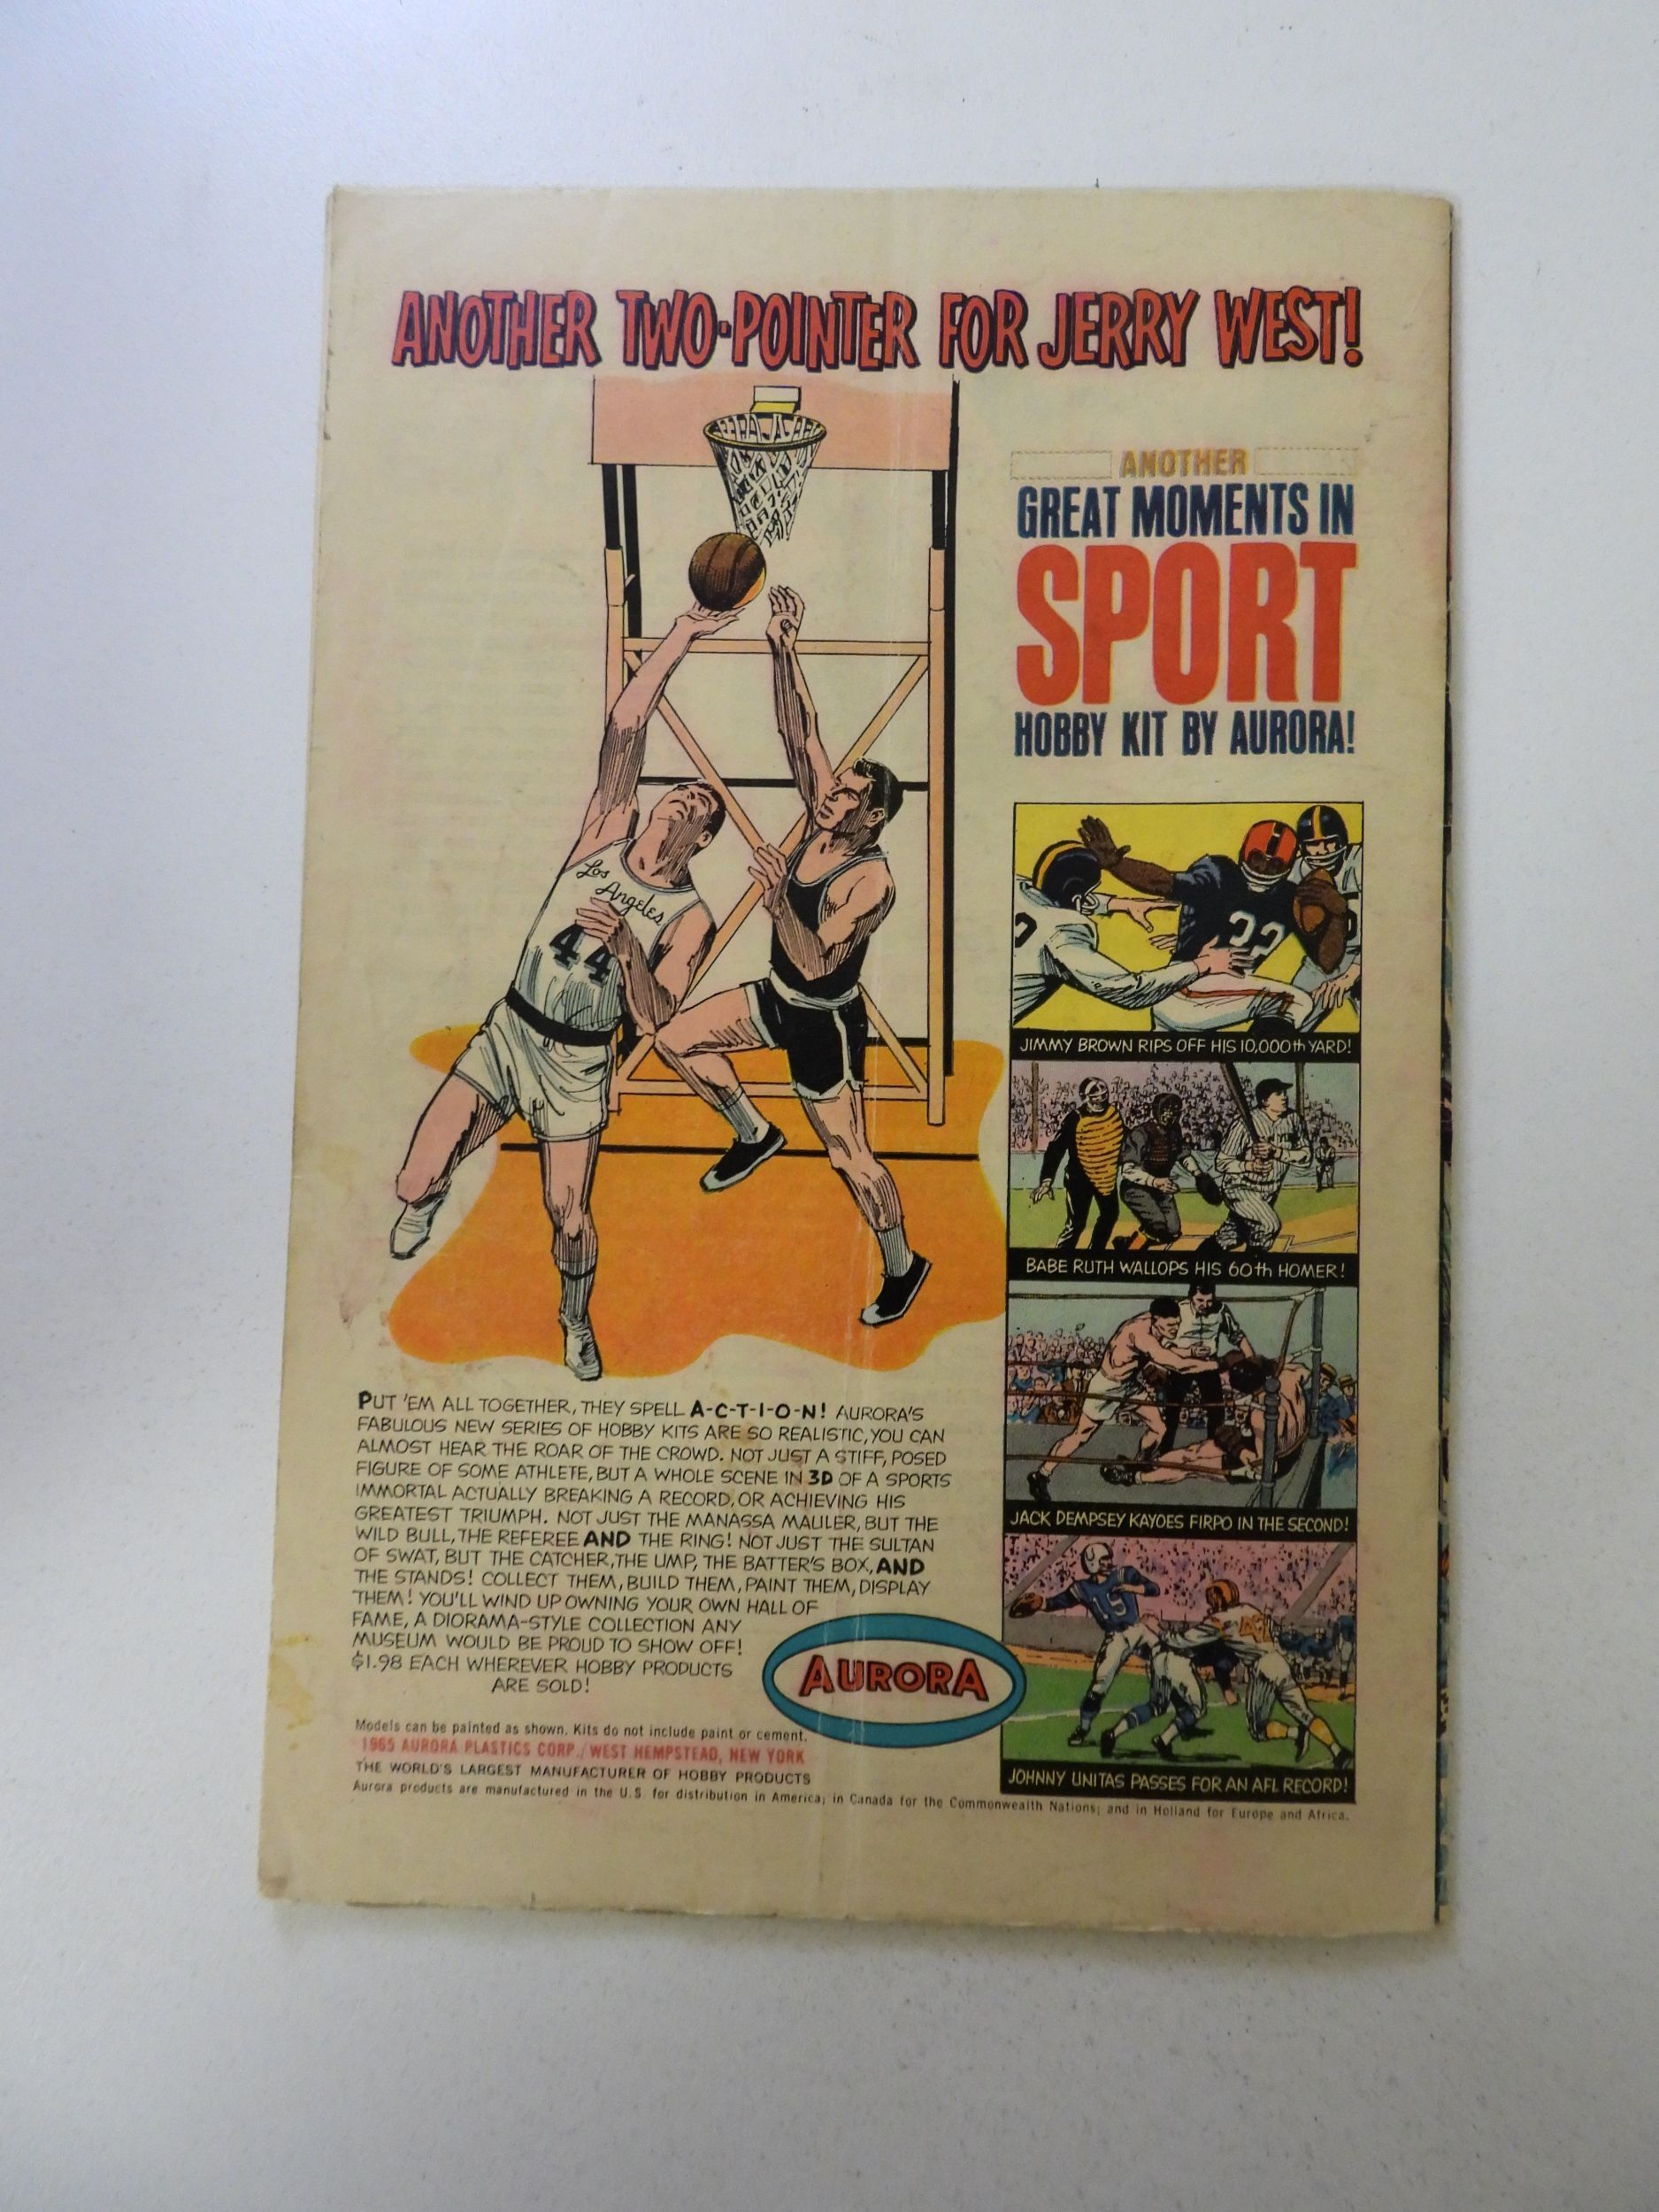 ANOTHER TWO-POINTER FOR JERRY WEST!
ANOTHER
GREAT MOMENTS IN
SPORT
HOBBY KIT BY AURORA!
Los
Angeles
44
32
JIMMY BROWN RIPS OFF HIS 10,000th YARD!
BABE RUTH WALLOPS HIS 60th HOMER!
JACK DEMPSEY KAYOES FIRPO IN THE SECOND!
15
JOHNNY UNITAS PASSES FOR AN AFL RECORD!
PUT 'EM ALL TOGETHER, THEY SPELL A-C-T-I-O-N! AURORA'S
FABULOUS NEW SERIES OF HOBBY KITS ARE SO REALISTIC, YOU CAN
ALMOST HEAR THE ROAR OF THE CROWD. NOT JUST A STIFF, POSED
FIGURE OF SOME ATHLETE, BUT A WHOLE SCENE IN 3D OF A SPORTS
IMMORTAL ACTUALLY BREAKING A RECORD, OR ACHIEVING HIS
GREATEST TRIUMPH. NOT JUST THE MANASSA MAULER, BUT THE
WILD BULL, THE REFEREE AND THE RING! NOT JUST THE SULTAN
OF SWAT, BUT THE CATCHER, THE UMP, THE BATTER'S BOX, AND
THE STANDS! COLLECT THEM, BUILD THEM, PAINT THEM, DISPLAY
THEM! YOU'LL WIND UP OWNING YOUR OWN HALL OF
FAME, A DIORAMA-STYLE COLLECTION ANY
MUSEUM WOULD BE PROUD TO SHOW OFF!
$1.98 EACH WHEREVER HOBBY PRODUCTS
ARE SOLD!
AURORA
Models can be painted as shown. Kits do not include paint or cement.
1965 AURORA PLASTICS CORP./WEST HEMPSTEAD, NEW YORK
THE WORLD'S LARGEST MANUFACTURER OF HOBBY PRODUCTS
Aurora products are manufactured in the U.S. for distribution in America; in Canada for the Commonwealth Nations; and in Holland for Europe and Africa.